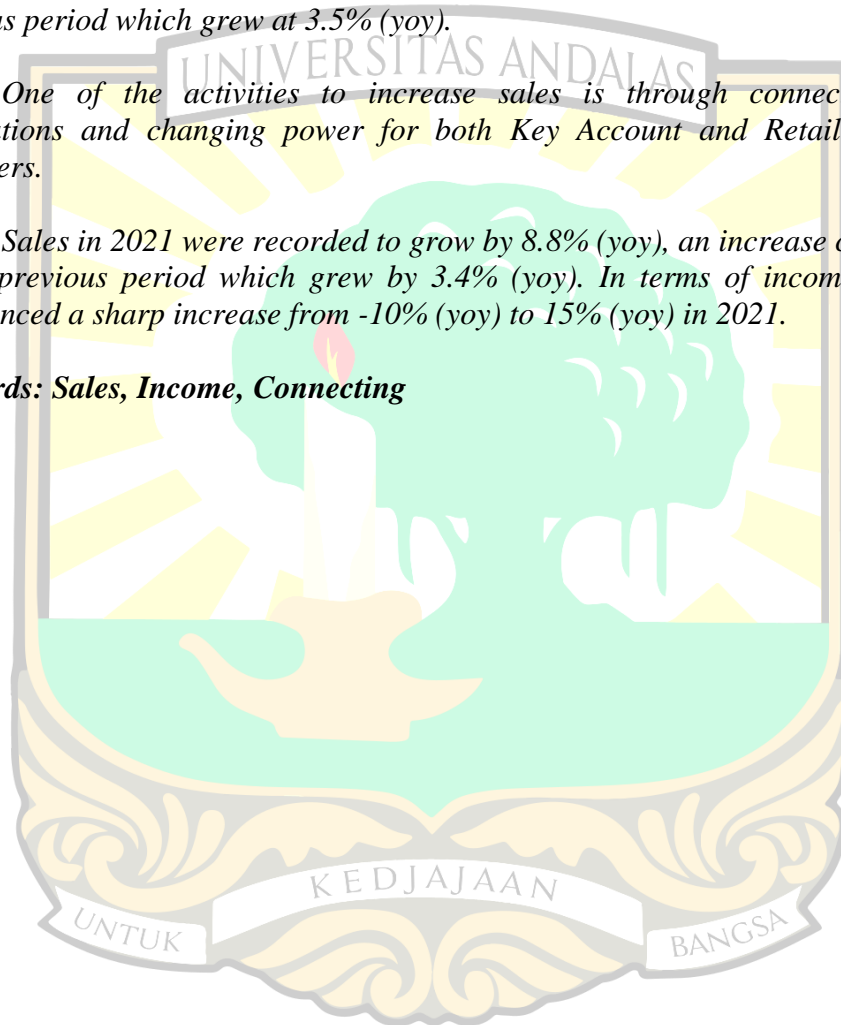 us period which grew at 3.5% (yoy).
UNIVERSITAS ANDALAS
One of the activities to increase sales is through connec
tions and changing power for both Key Account and Retail
ers.
Sales in 2021 were recorded to grow by 8.8% (yoy), an increase
previous period which grew by 3.4% (yoy). In terms of incom
nced a sharp increase from -10% (yoy) to 15% (yoy) in 2021.
rds: Sales, Income, Connecting
KEDJAJAAN
UNTUK
BANGSA